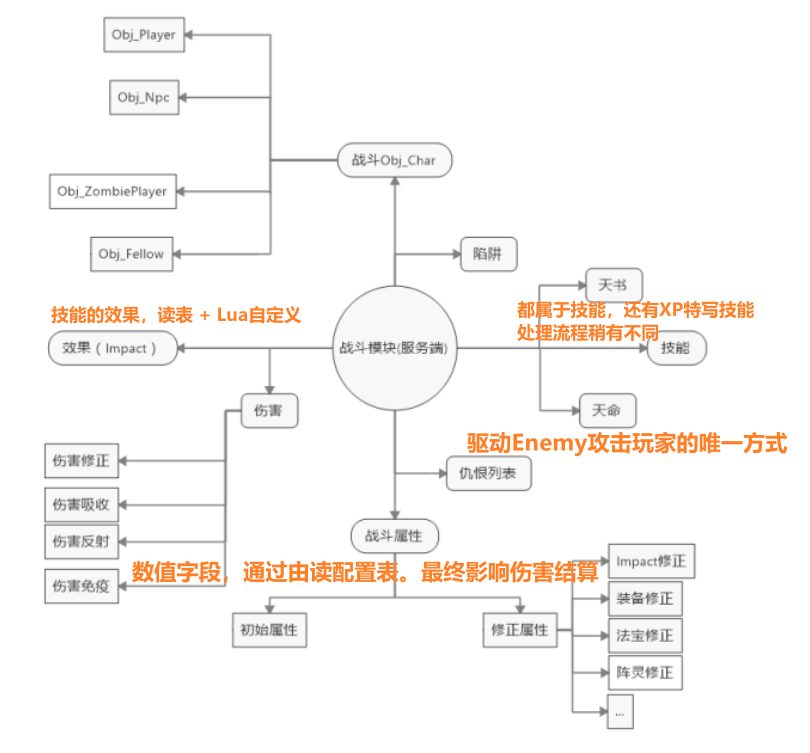 Obj_Player
Obj_Npc
Obj_ZombiePlayer
Obj_Fellow
战斗Obj_Char
陷阱
天书
技能的效果，读表 + Lua自定义
都属于技能，还有XP特写技能
处理流程稍有不同
效果（Impact）
战斗模块(服务端)
技能
伤害
天命
驱动Enemy攻击玩家的唯一方式
伤害修正
仇恨列表
伤害吸收
伤害反射
战斗属性
伤害免疫
数值字段，通过由读配置表。最终影响伤害结算
Impact修正
装备修正
初始属性
修正属性
法宝修正
阵灵修正
...